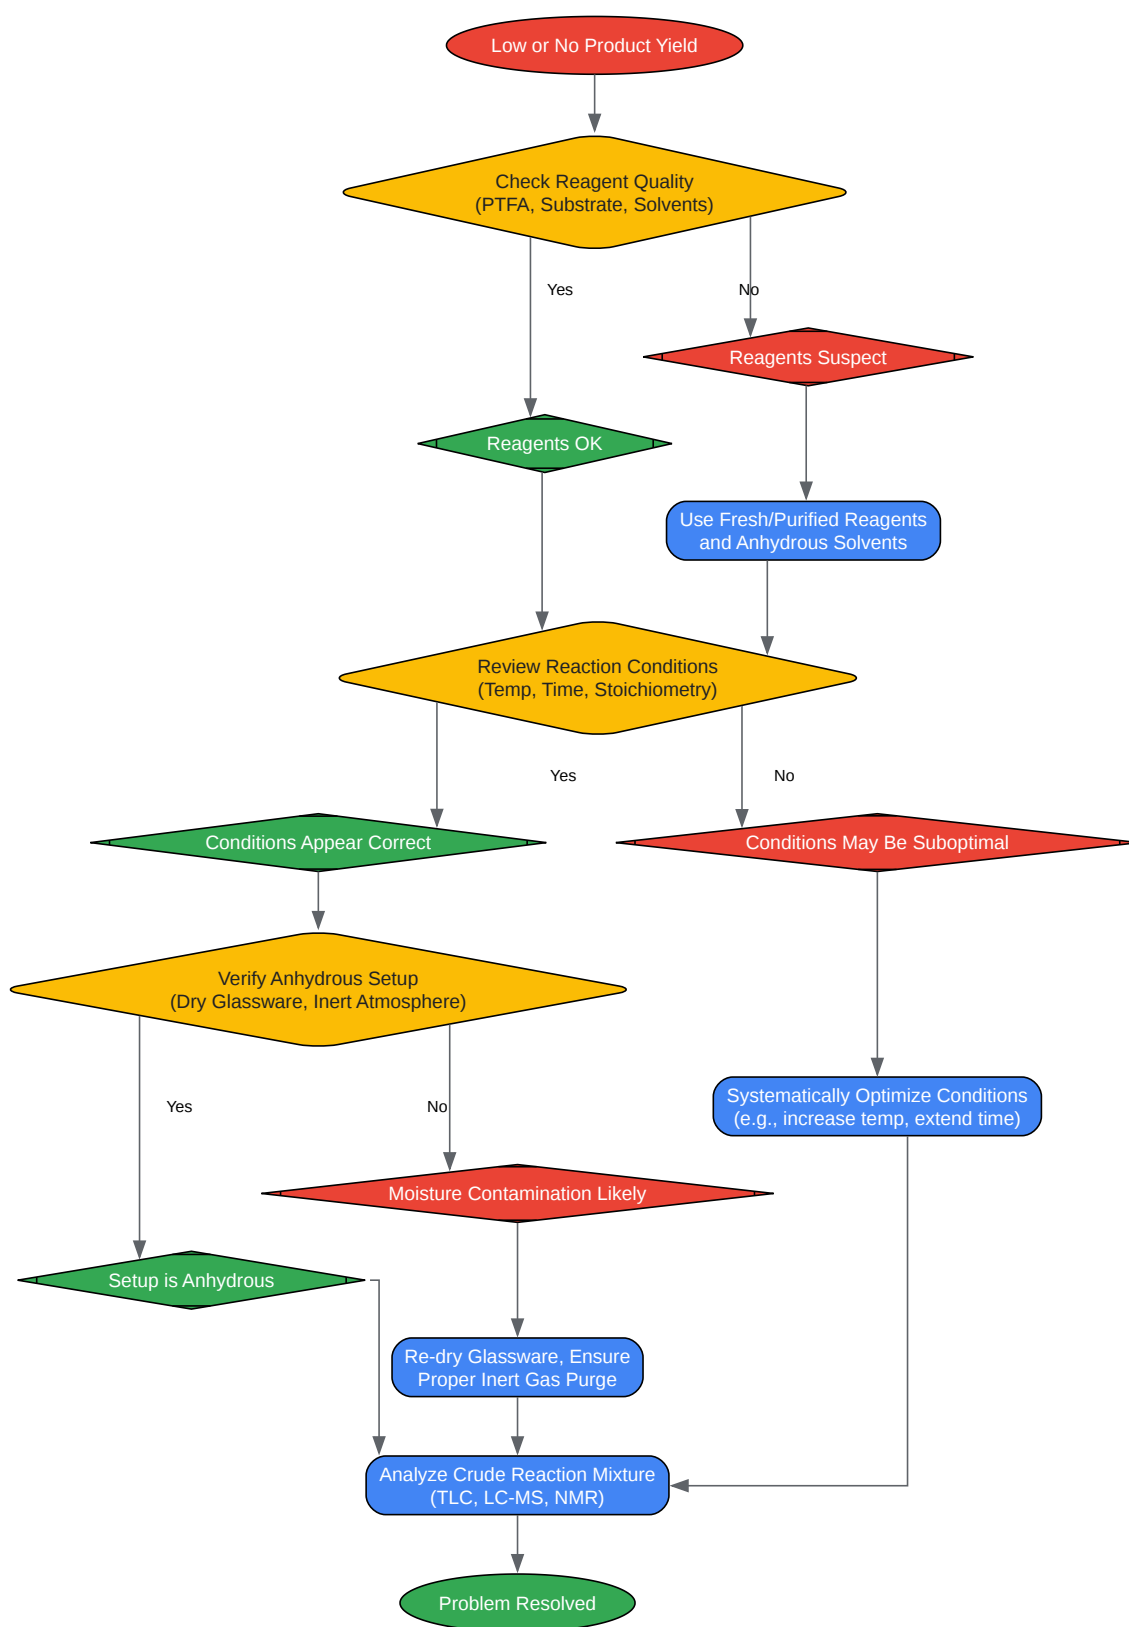 Low or No Product Yield
Check Reagent Quality
(PTFA, Substrate, Solvents)
Yes
No
Reagents Suspect
Reagents OK
Use Fresh/Purified Reagents
and Anhydrous Solvents
Review Reaction Conditions
(Temp, Time, Stoichiometry)
Yes
No
Conditions Appear Correct
Conditions May Be Suboptimal
Verify Anhydrous Setup
(Dry Glassware, Inert Atmosphere)
Yes
No
Systematically Optimize Conditions
(e.g., increase temp, extend time)
Moisture Contamination Likely
Setup is Anhydrous
Re-dry Glassware, Ensure
Proper Inert Gas Purge
Analyze Crude Reaction Mixture
(TLC, LC-MS, NMR)
Problem Resolved